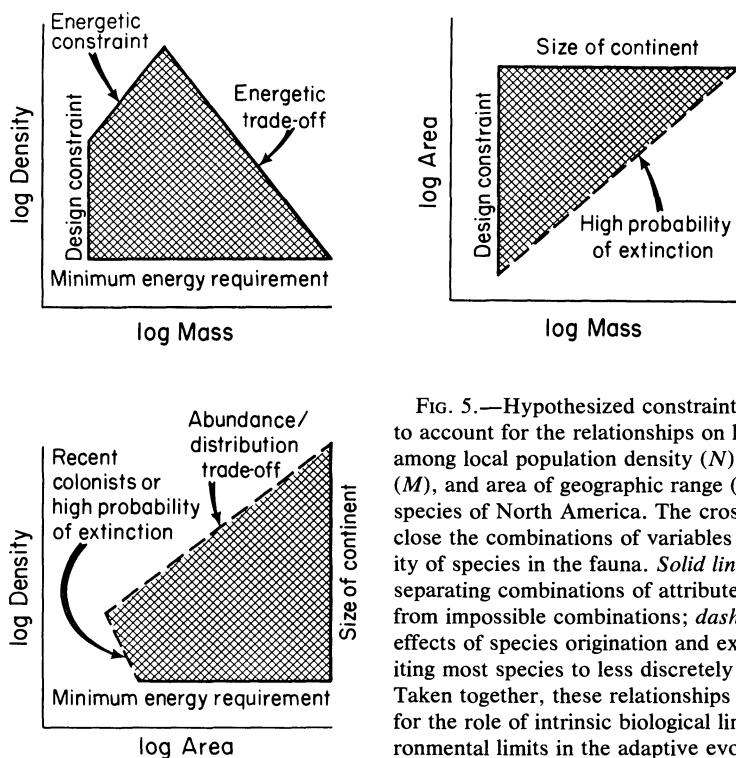 Energetic
constraint
Energetic
trade-off
Design constraint
Minimum energy requirement
log Density
log Mass
Size of continent
Design constraint
High probability
of extinction
log Area
log Mass
Abundance/
distribution
trade-off
Recent
colonists or
high probability
of extinction
Size of continent
Minimum energy requirement
log Density
log Area
FIG. 5.—Hypothesized constraint
to account for the relationships on
among local population density (N)
(M), and area of geographic range (
species of North America. The cros
close the combinations of variables
ity of species in the fauna. Solid lin
separating combinations of attribute
from impossible combinations; dash
effects of species origination and ex
iting most species to less discretely
Taken together, these relationships
for the role of intrinsic biological lin
ronmental limits in the adaptive evo